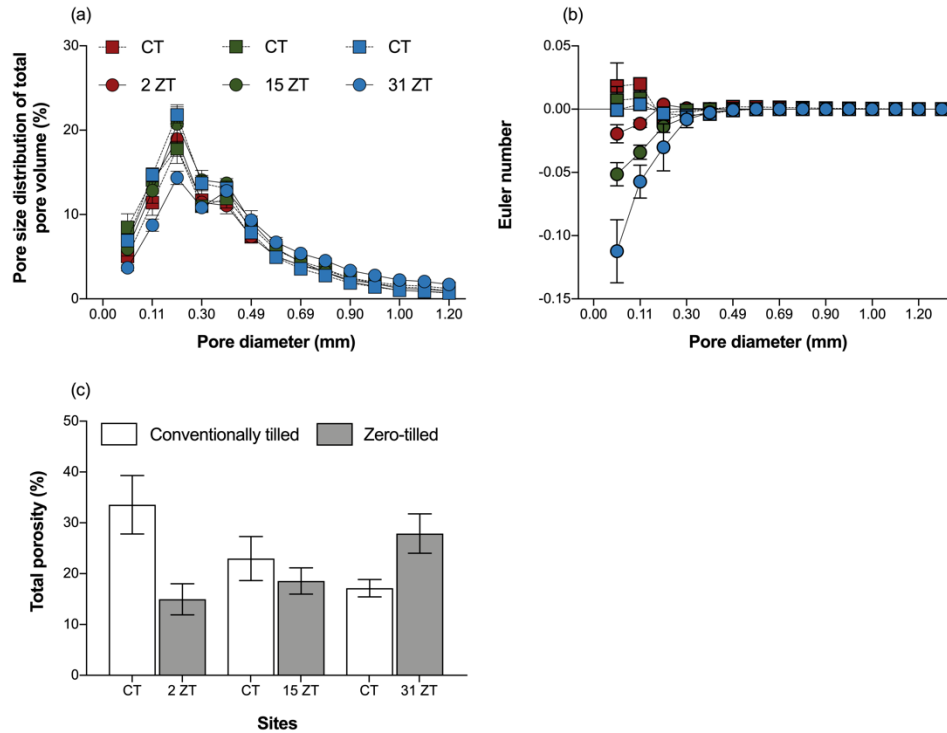 (a)
Pore size distribution of total
pore volume (%)
30
20
10
0
CT
CT
CT
2 ZT
15 ZT
31 ZT
0.00
0.11
0.30
0.49
0.69
0.90
1.00
1.20
Pore diameter (mm)
(b)
Euler number
0.05
0.00
-0.05
-0.10
-0.15
0.00
0.11
0.30
0.49
0.69
0.90
1.00
1.20
Pore diameter (mm)
(c)
Total porosity (%)
50
40
30
20
10
0
Conventionally tilled
Zero-tilled
CT
2 ZT
CT
15 ZT
CT
31 ZT
Sites